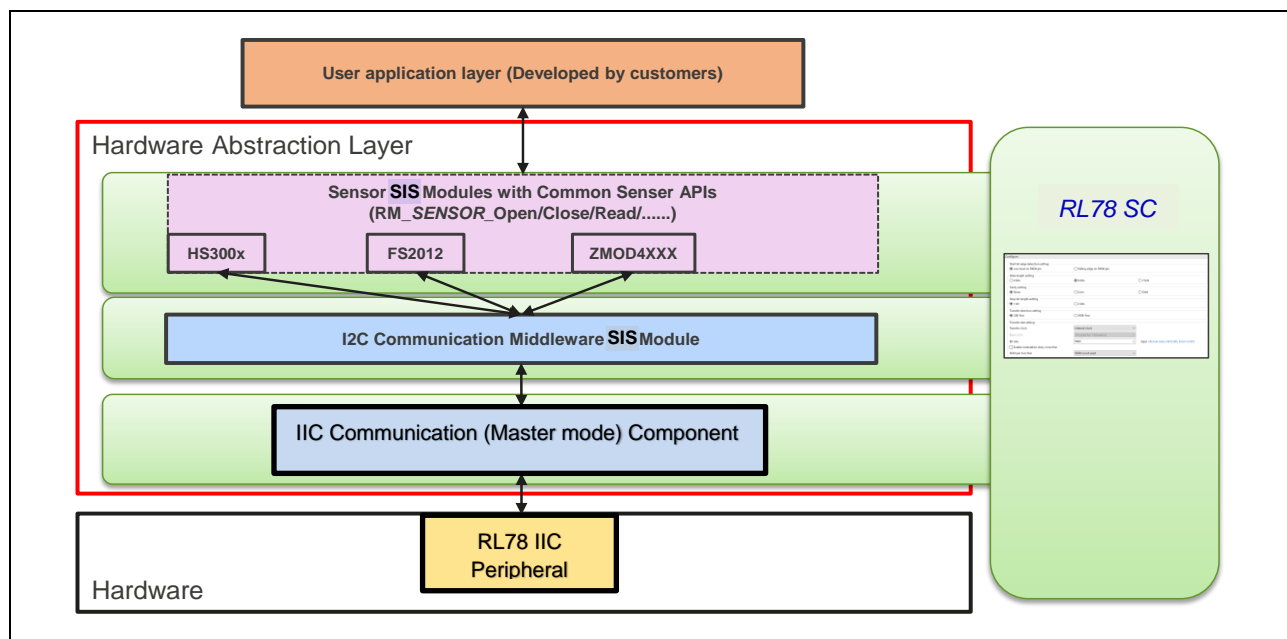 User application layer (Developed by customers)
Hardware Abstraction Layer
Sensor SIS Modules with Common Senser APIs
(RM_SENSOR_Open/Close/Read/......)
RL78 SC
HS300x
FS2012
ZMOD4XXX
I2C Communication Middleware SIS Module
IIC Communication (Master mode) Component
RL78 IIC
Peripheral
Hardware